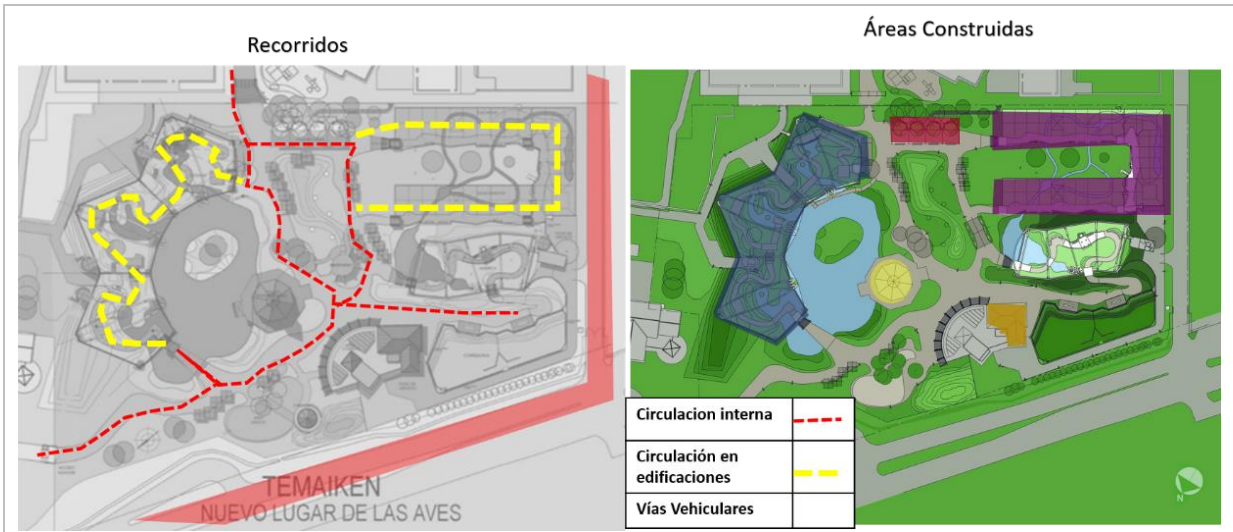 Recorridos
Áreas Construidas
TEMAIKEN
NUEVO LUGAR DE LAS AVES
Circulacion interna
Circulación en
edificaciones
Vías Vehiculares
N